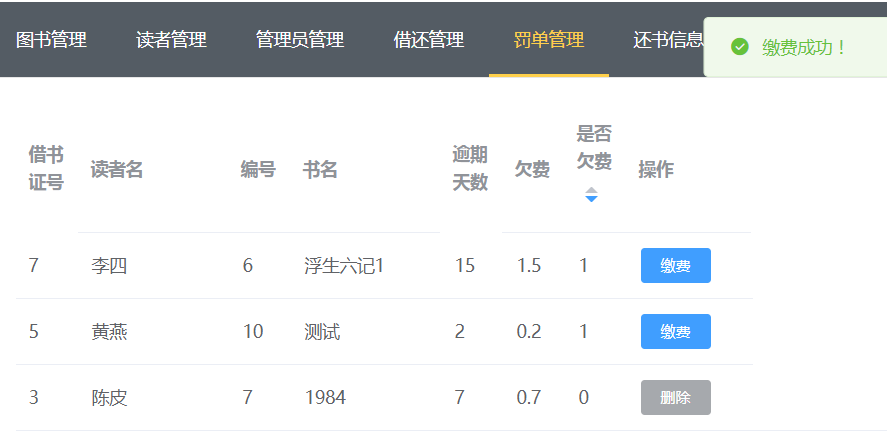 图书管理 读者管理 管理员管理 借还管理 罚单管理 还书信息
缴费成功！
借书证号 读者名 编号 书名 逾期天数 欠费 是否欠费 操作
7 李四 6 浮生六记1 15 1.5 1 缴费
5 黄燕 10 测试 2 0.2 1 缴费
3 陈皮 7 1984 7 0.7 0 删除